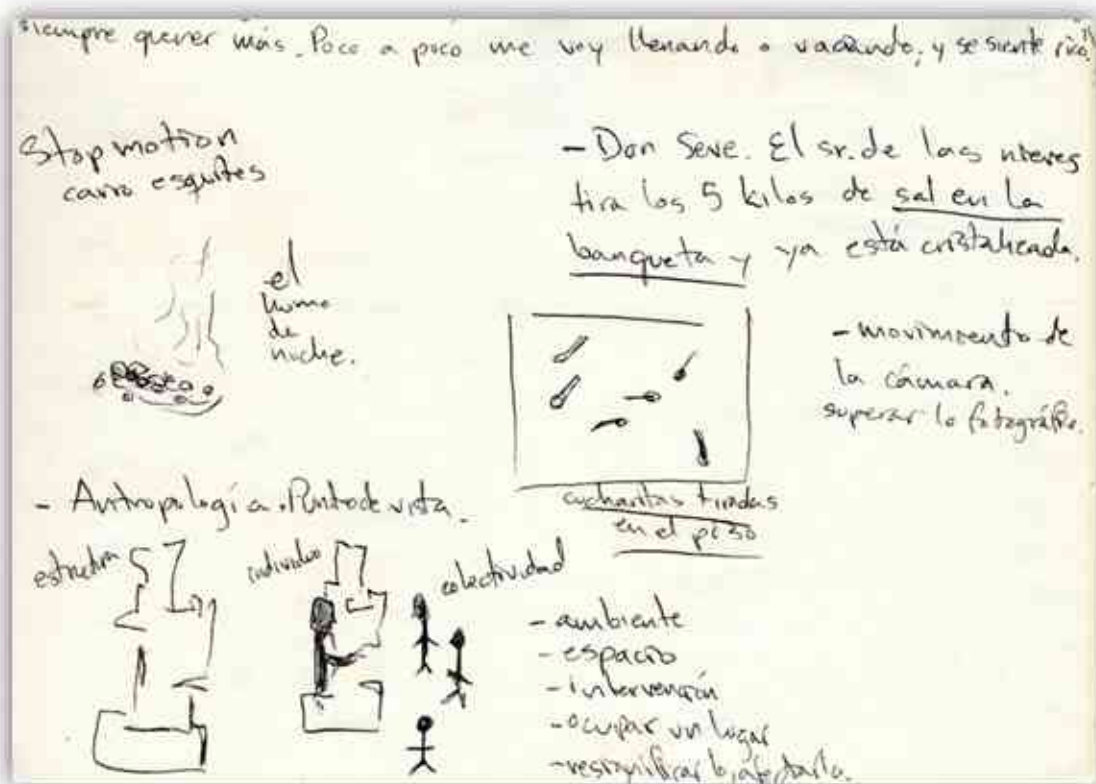 siempre querer más. Poco a poco me voy llenando o vaciando, y se siente rico.
Stop motion
carro esquites
el
humo
de
noche.
- Don Seve. El sr. de las nieves
tira los 5 kilos de sal en la
banqueta y ya está cristalizada.
- movimiento de
la cámara.
superar lo fotográfico.
cucharitas tiradas
en el piso
- Antropología. Punto de vista.
estructura
individuo
colectividad
- ambiente
- espacio
- intervención
- ocupar un lugar
- resignificarlo, afectarlo.